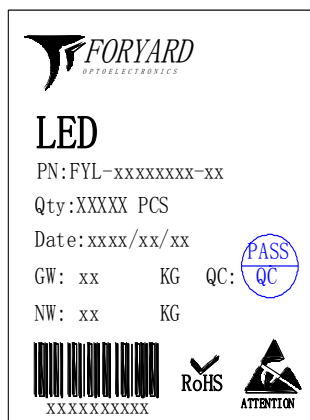 FORYARD
OPTOELECTRONICS
LED
PN:FYL-xxxxxxxx-xx
Qty:XXXXX PCS
Date:xxxx/xx/xx
GW: xx KG QC: PASS QC
NW: xx KG
RoHS
xxxxxxxxxx
ATTENTION